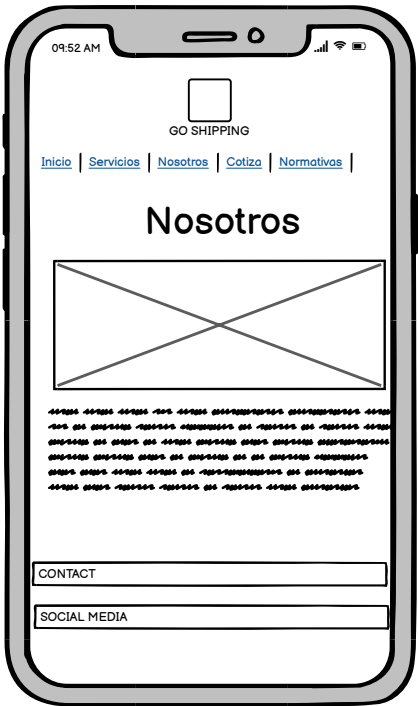 09:52 AM
GO SHIPPING
Inicio | Servicios | Nosotros | Cotiza | Normativas |
Nosotros
CONTACT
SOCIAL MEDIA